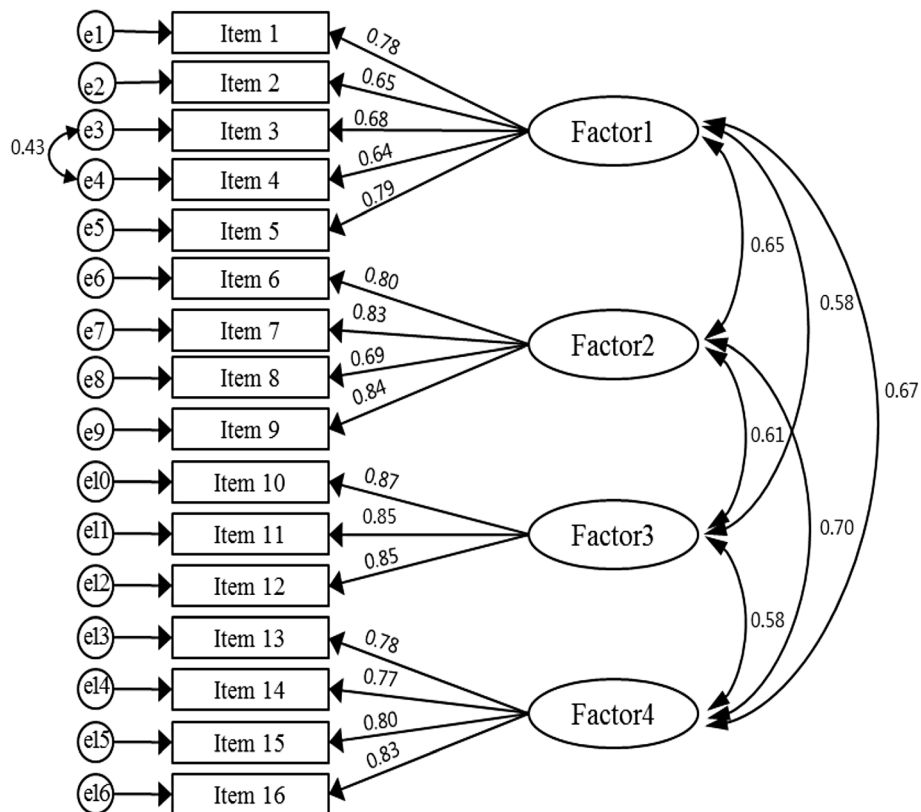 e1 Item 1 0.78
e2 Item 2 0.65
e3 Item 3 0.68 Factor1
0.43
e4 Item 4 0.64
e5 Item 5 0.79
0.65
e6 Item 6 0.80
0.58
e7 Item 7 0.83 Factor2
e8 Item 8 0.69
0.67
e9 Item 9 0.84
0.61
e10 Item 10 0.87
e11 Item 11 0.85 Factor3
0.70
e12 Item 12 0.85
0.58
e13 Item 13 0.78
e14 Item 14 0.77 Factor4
e15 Item 15 0.80
e16 Item 16 0.83